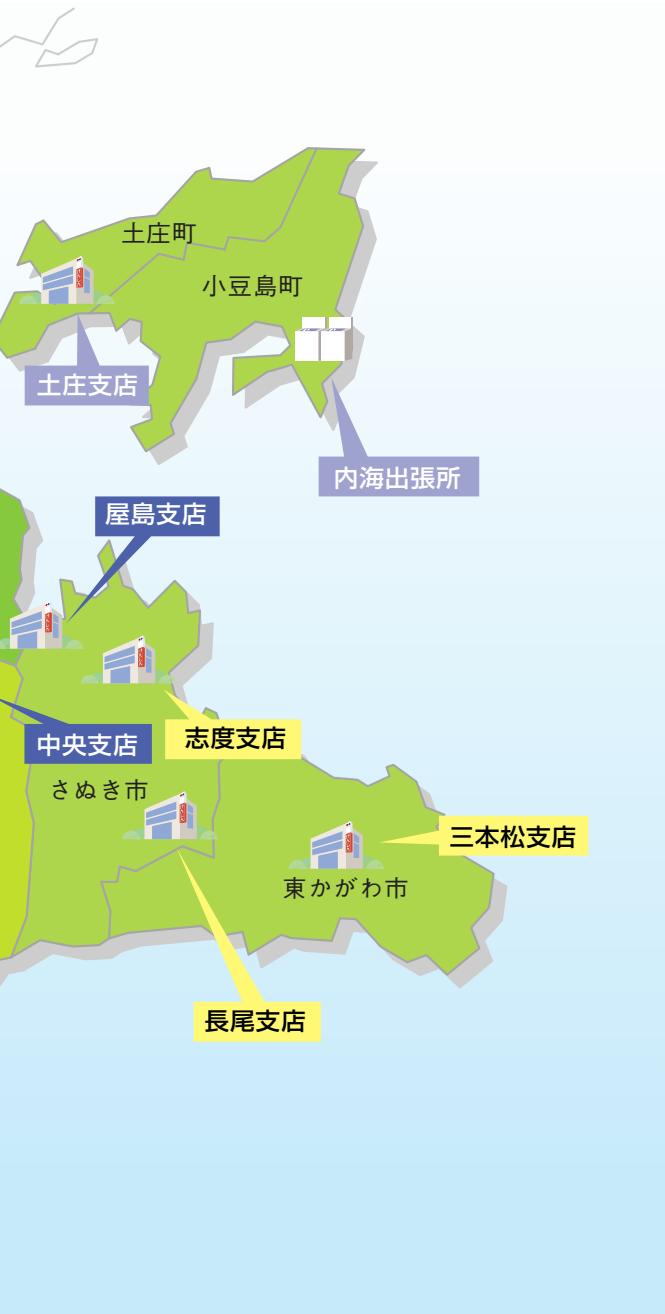 土庄町
小豆島町
土庄支店
内海出張所
屋島支店
中央支店
志度支店
さぬき市
三本松支店
東かがわ市
長尾支店